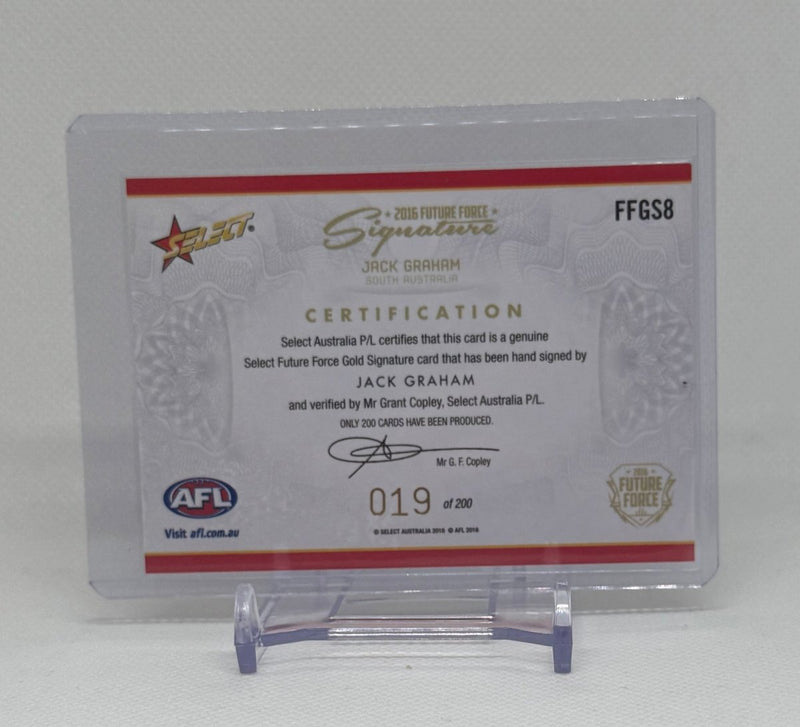 SELECT
2016 FUTURE FORCE
Signature
FFGS8
JACK GRAHAM
SOUTH AUSTRALIA
CERTIFICATION
Select Australia P/L certifies that this card is a genuine
Select Future Force Gold Signature card that has been hand signed by
JACK GRAHAM
and verified by Mr Grant Copley, Select Australia P/L.
ONLY 200 CARDS HAVE BEEN PRODUCED.
Mr G. F. Copley
AFL
Visit afl.com.au
019 of 200
© SELECT AUSTRALIA 2016 © AFL 2016
2016
FUTURE
FORCE